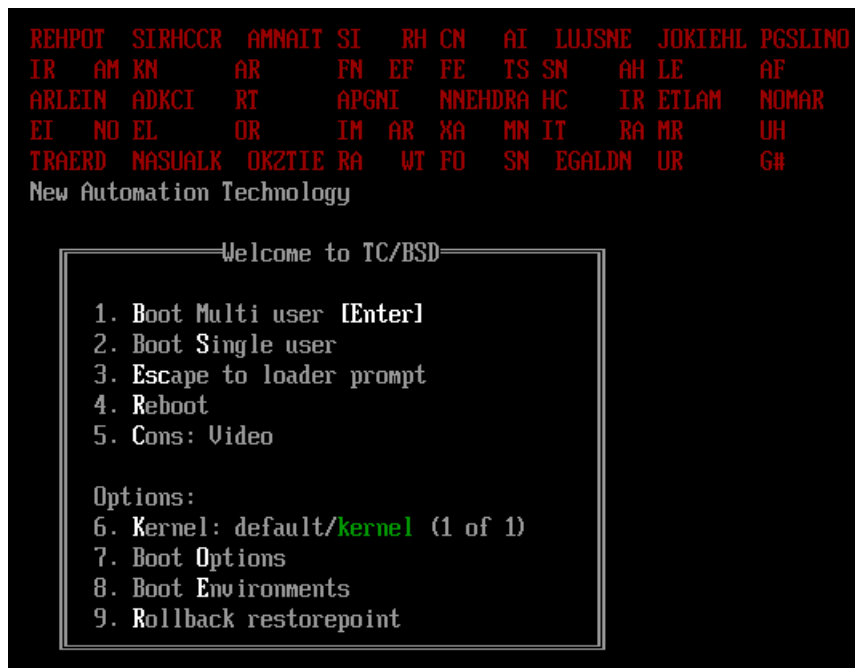 REHPOT SIRHCCR AMNAIT SI RH CN AI LUJSNE JOKIEHL PGSLINO
IR AM KN AR FN EF FE TS SN AH LE AF
ARLEIN ADKCI RT APGNI NNEHDRA HC IR ETLAM NOMAR
EI NO EL OR IM AR XA MN IT RA MR UH
TRAERD NASUALK OKZTIE RA WT FO SN EGALDN UR G#
New Automation Technology
Welcome to TC/BSD
1. Boot Multi user [Enter]
2. Boot Single user
3. Escape to loader prompt
4. Reboot
5. Cons: Video
Options:
6. Kernel: default/kernel (1 of 1)
7. Boot Options
8. Boot Environments
9. Rollback restorepoint